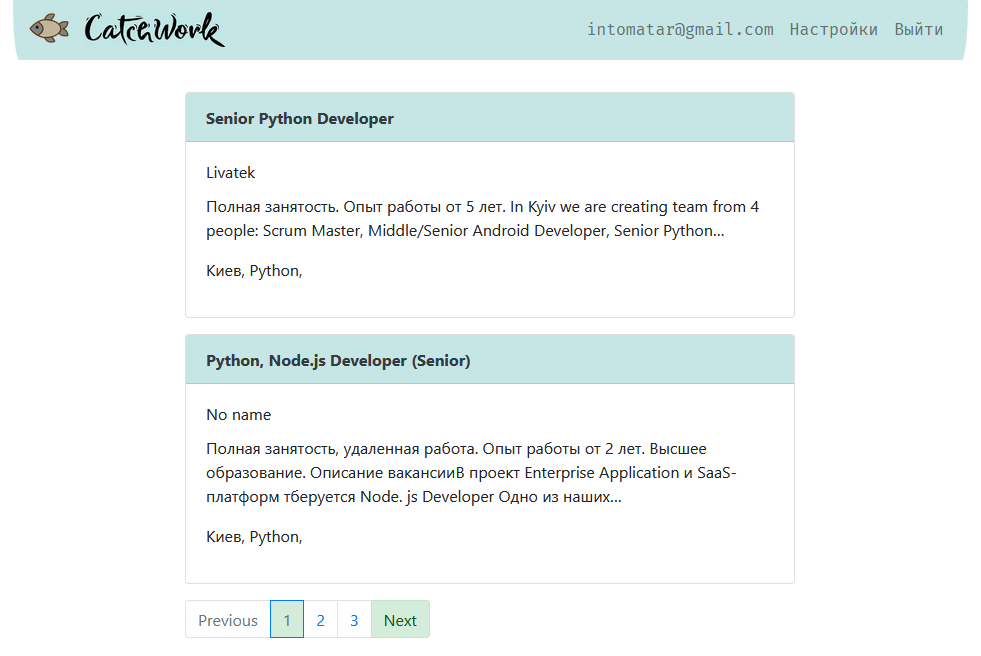 CatchWork
intomatar@gmail.com Настройки Выйти
Senior Python Developer
Livatek
Полная занятость. Опыт работы от 5 лет. In Kyiv we are creating team from 4
people: Scrum Master, Middle/Senior Android Developer, Senior Python...
Киев, Python,
Python, Node.js Developer (Senior)
No name
Полная занятость, удаленная работа. Опыт работы от 2 лет. Высшее
образование. Описание вакансииВ проект Enterprise Application и SaaS-
платформ тберуется Node. js Developer Одно из наших...
Киев, Python,
Previous 1 2 3 Next